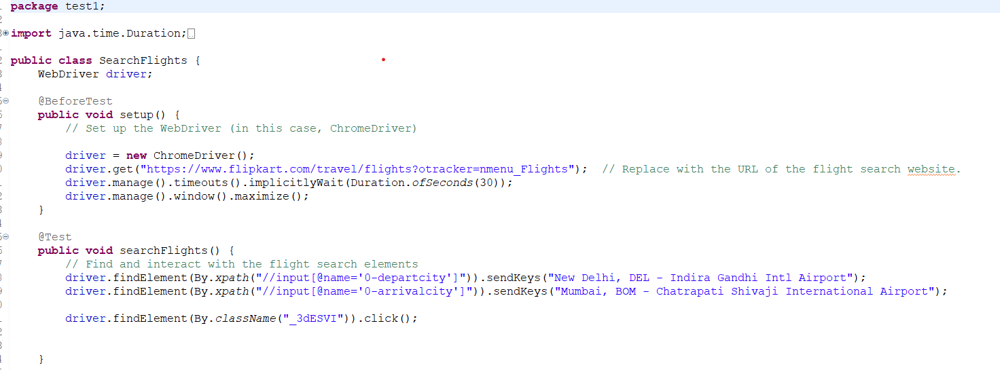 package test1;
import java.time.Duration;
public class SearchFlights {
WebDriver driver;
@BeforeTest
public void setup() {
// Set up the WebDriver (in this case, ChromeDriver)
driver = new ChromeDriver();
driver.get("https://www.flipkart.com/travel/flights?otracker=nmenu_Flights");  // Replace with the URL of the flight search website.
driver.manage().timeouts().implicitlyWait(Duration.ofSeconds(30));
driver.manage().window().maximize();
}
@Test
public void searchFlights() {
// Find and interact with the flight search elements
driver.findElement(By.xpath("//input[@name='0-departcity']")).sendKeys("New Delhi, DEL - Indira Gandhi Intl Airport");
driver.findElement(By.xpath("//input[@name='0-arrivalcity']")).sendKeys("Mumbai, BOM - Chatrapati Shivaji International Airport");
driver.findElement(By.className("_3dESVI")).click();
}